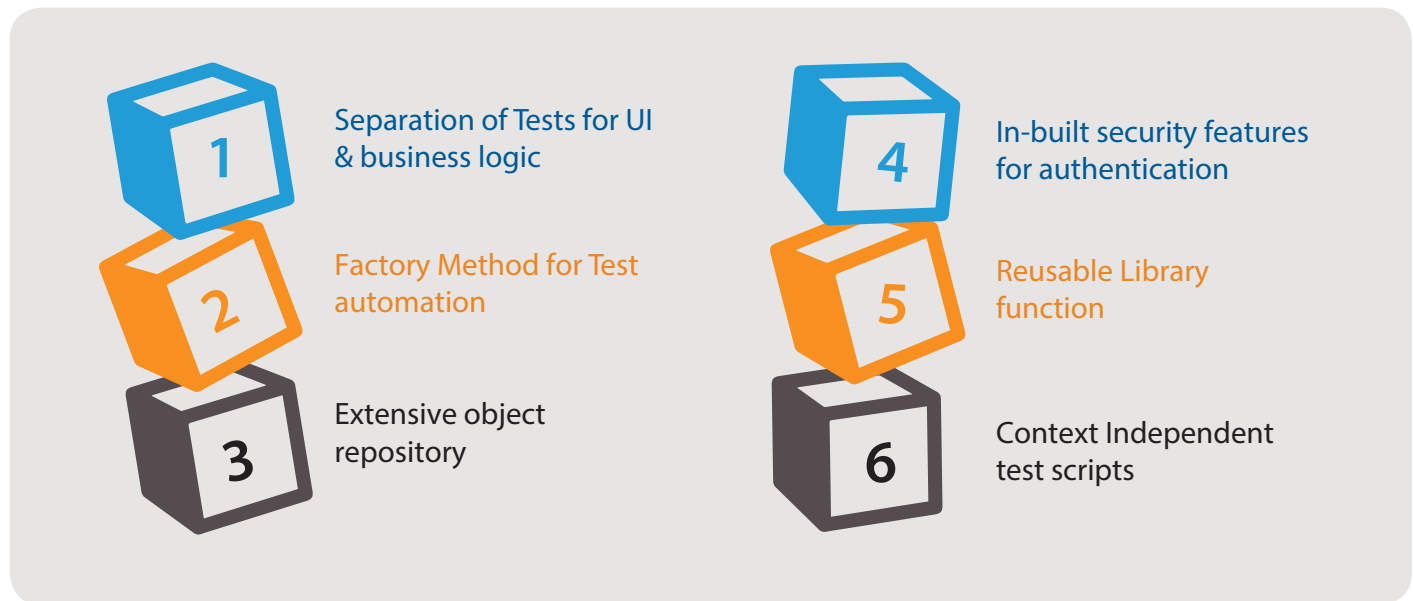 1
Separation of Tests for UI
& business logic
2
Factory Method for Test
automation
3
Extensive object
repository
4
In-built security features
for authentication
5
Reusable Library
function
6
Context Independent
test scripts